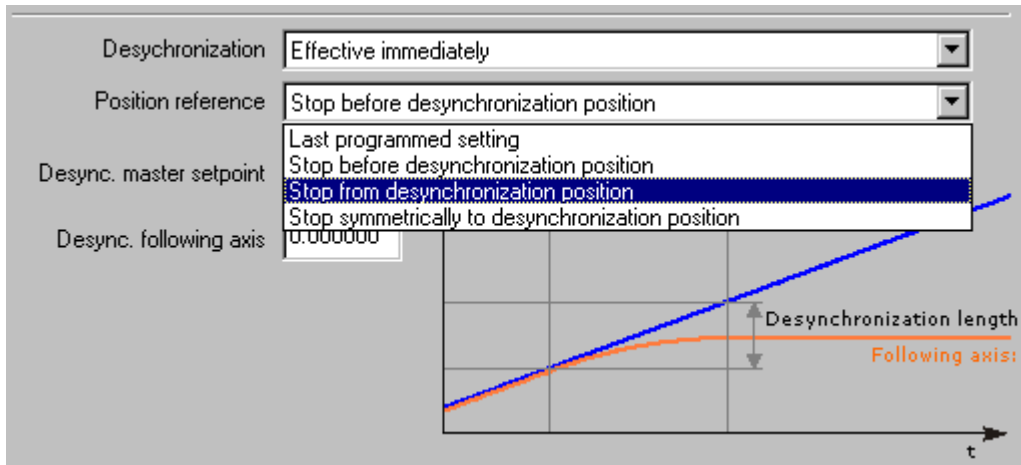 Desychronization Effective immediately
Position reference Stop before desynchronization position
Last programmed setting
Stop before desynchronization position
Desync. master setpoint
Stop from desynchronization position
Stop symmetrically to desynchronization position
Desync. following axis 0.000000
Desynchronization length
Following axis:
t